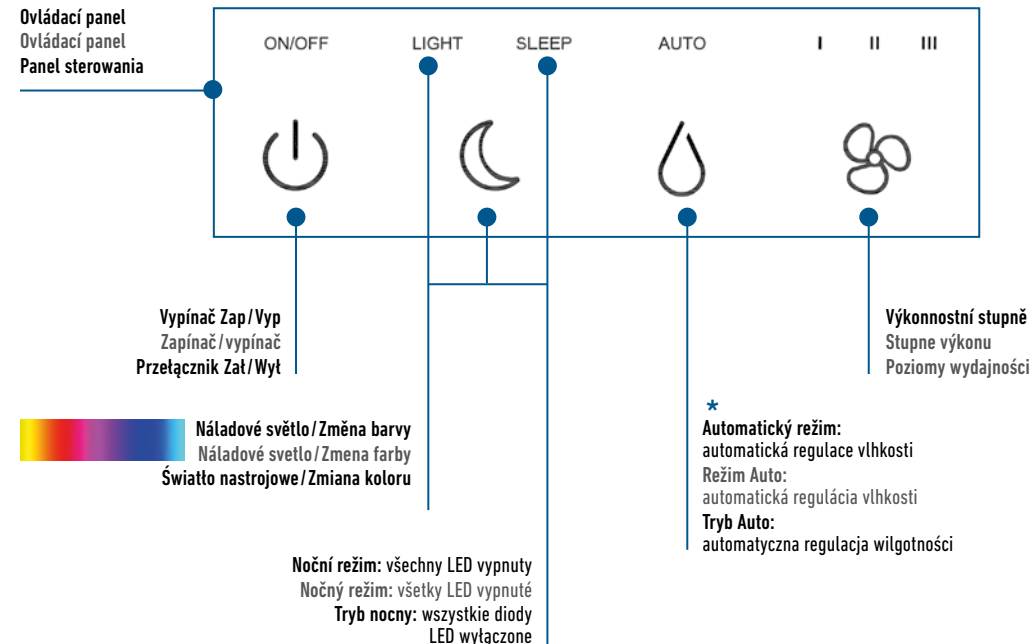 Ovládací panel
Ovládací panel
Panel sterowania
ON/OFF LIGHT SLEEP AUTO I II III
Vypínač Zap/Vyp
Zapínač/vypínač
Przełącznik Zał/Wył
Výkonnostní stupně
Stupne výkonu
Poziomy wydajności
Náladové světlo/Změna barvy
Náladové svetlo/Zmena farby
Światło nastrojowe/Zmiana koloru
*
Automatický režim:
automatická regulace vlhkosti
Režim Auto:
automatická regulácia vlhkosti
Tryb Auto:
automatyczna regulacja wilgotności
Noční režim: všechny LED vypnuty
Nočný režim: všetky LED vypnuté
Tryb nocny: wszystkie diody
LED wyłączone